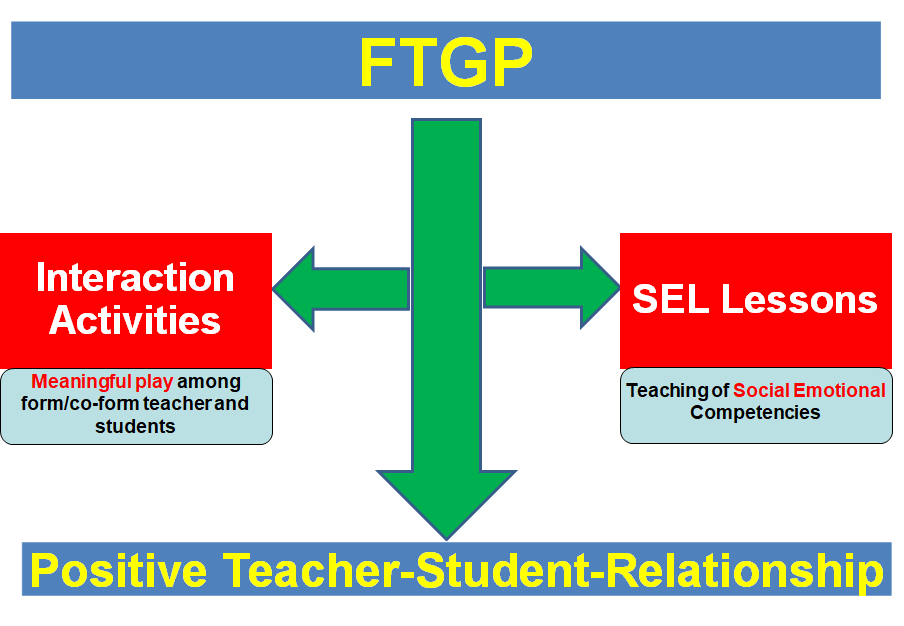 FTGP
Interaction
Activities
Meaningful play among
form/co-form teacher and
students
SEL Lessons
Teaching of Social Emotional
Competencies
Positive Teacher-Student-Relationship